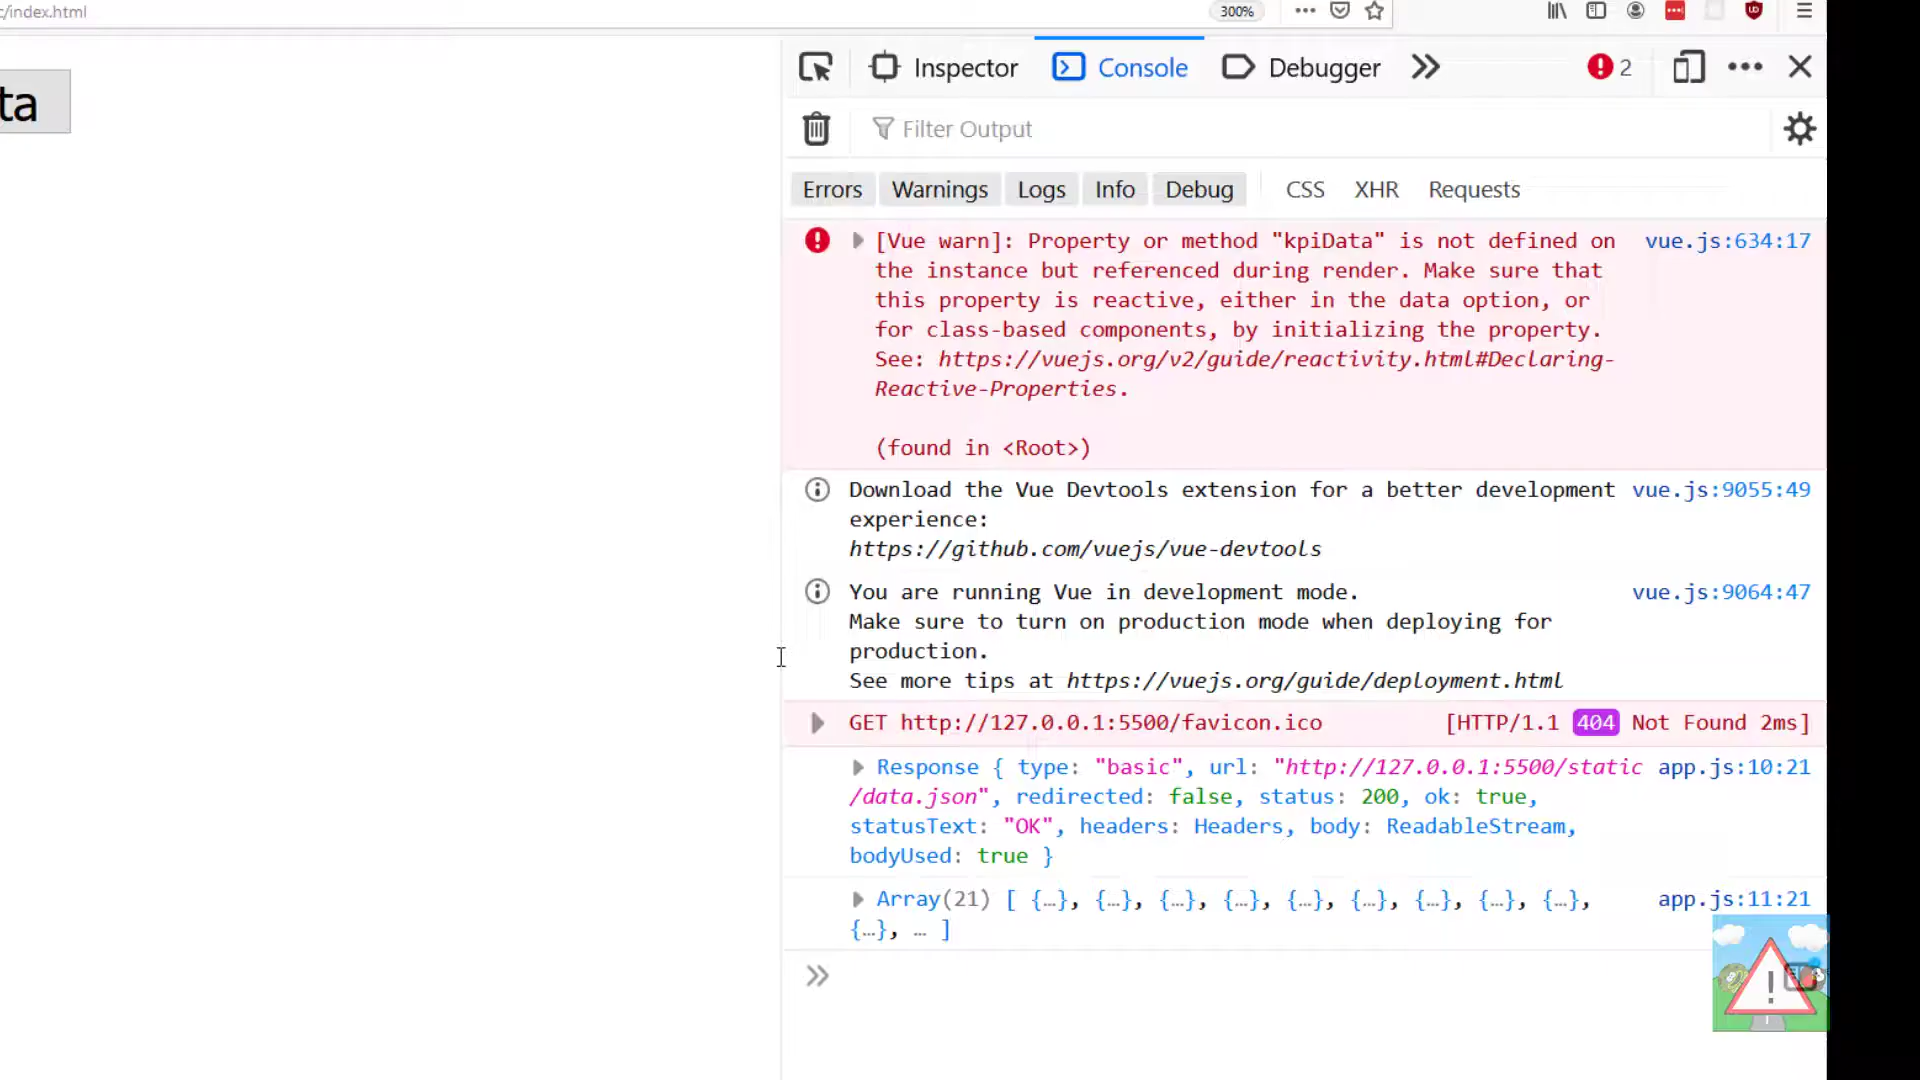 c/index.html
300%
ta
Inspector Console Debugger 2
Filter Output
Errors Warnings Logs Info Debug CSS XHR Requests
[Vue warn]: Property or method "kpiData" is not defined on vue.js:634:17
the instance but referenced during render. Make sure that
this property is reactive, either in the data option, or
for class-based components, by initializing the property.
See: https://vuejs.org/v2/guide/reactivity.html#Declaring-
Reactive-Properties.
(found in <Root>)
Download the Vue Devtools extension for a better development vue.js:9055:49
experience:
https://github.com/vuejs/vue-devtools
You are running Vue in development mode. vue.js:9064:47
Make sure to turn on production mode when deploying for
production.
See more tips at https://vuejs.org/guide/deployment.html
GET http://127.0.0.1:5500/favicon.ico [HTTP/1.1 404 Not Found 2ms]
Response { type: "basic", url: "http://127.0.0.1:5500/static app.js:10:21
/data.json", redirected: false, status: 200, ok: true,
statusText: "OK", headers: Headers, body: ReadableStream,
bodyUsed: true }
Array(21) [ {…}, {…}, {…}, {…}, {…}, {…}, {…}, {…}, {…}, app.js:11:21
{…}, … ]